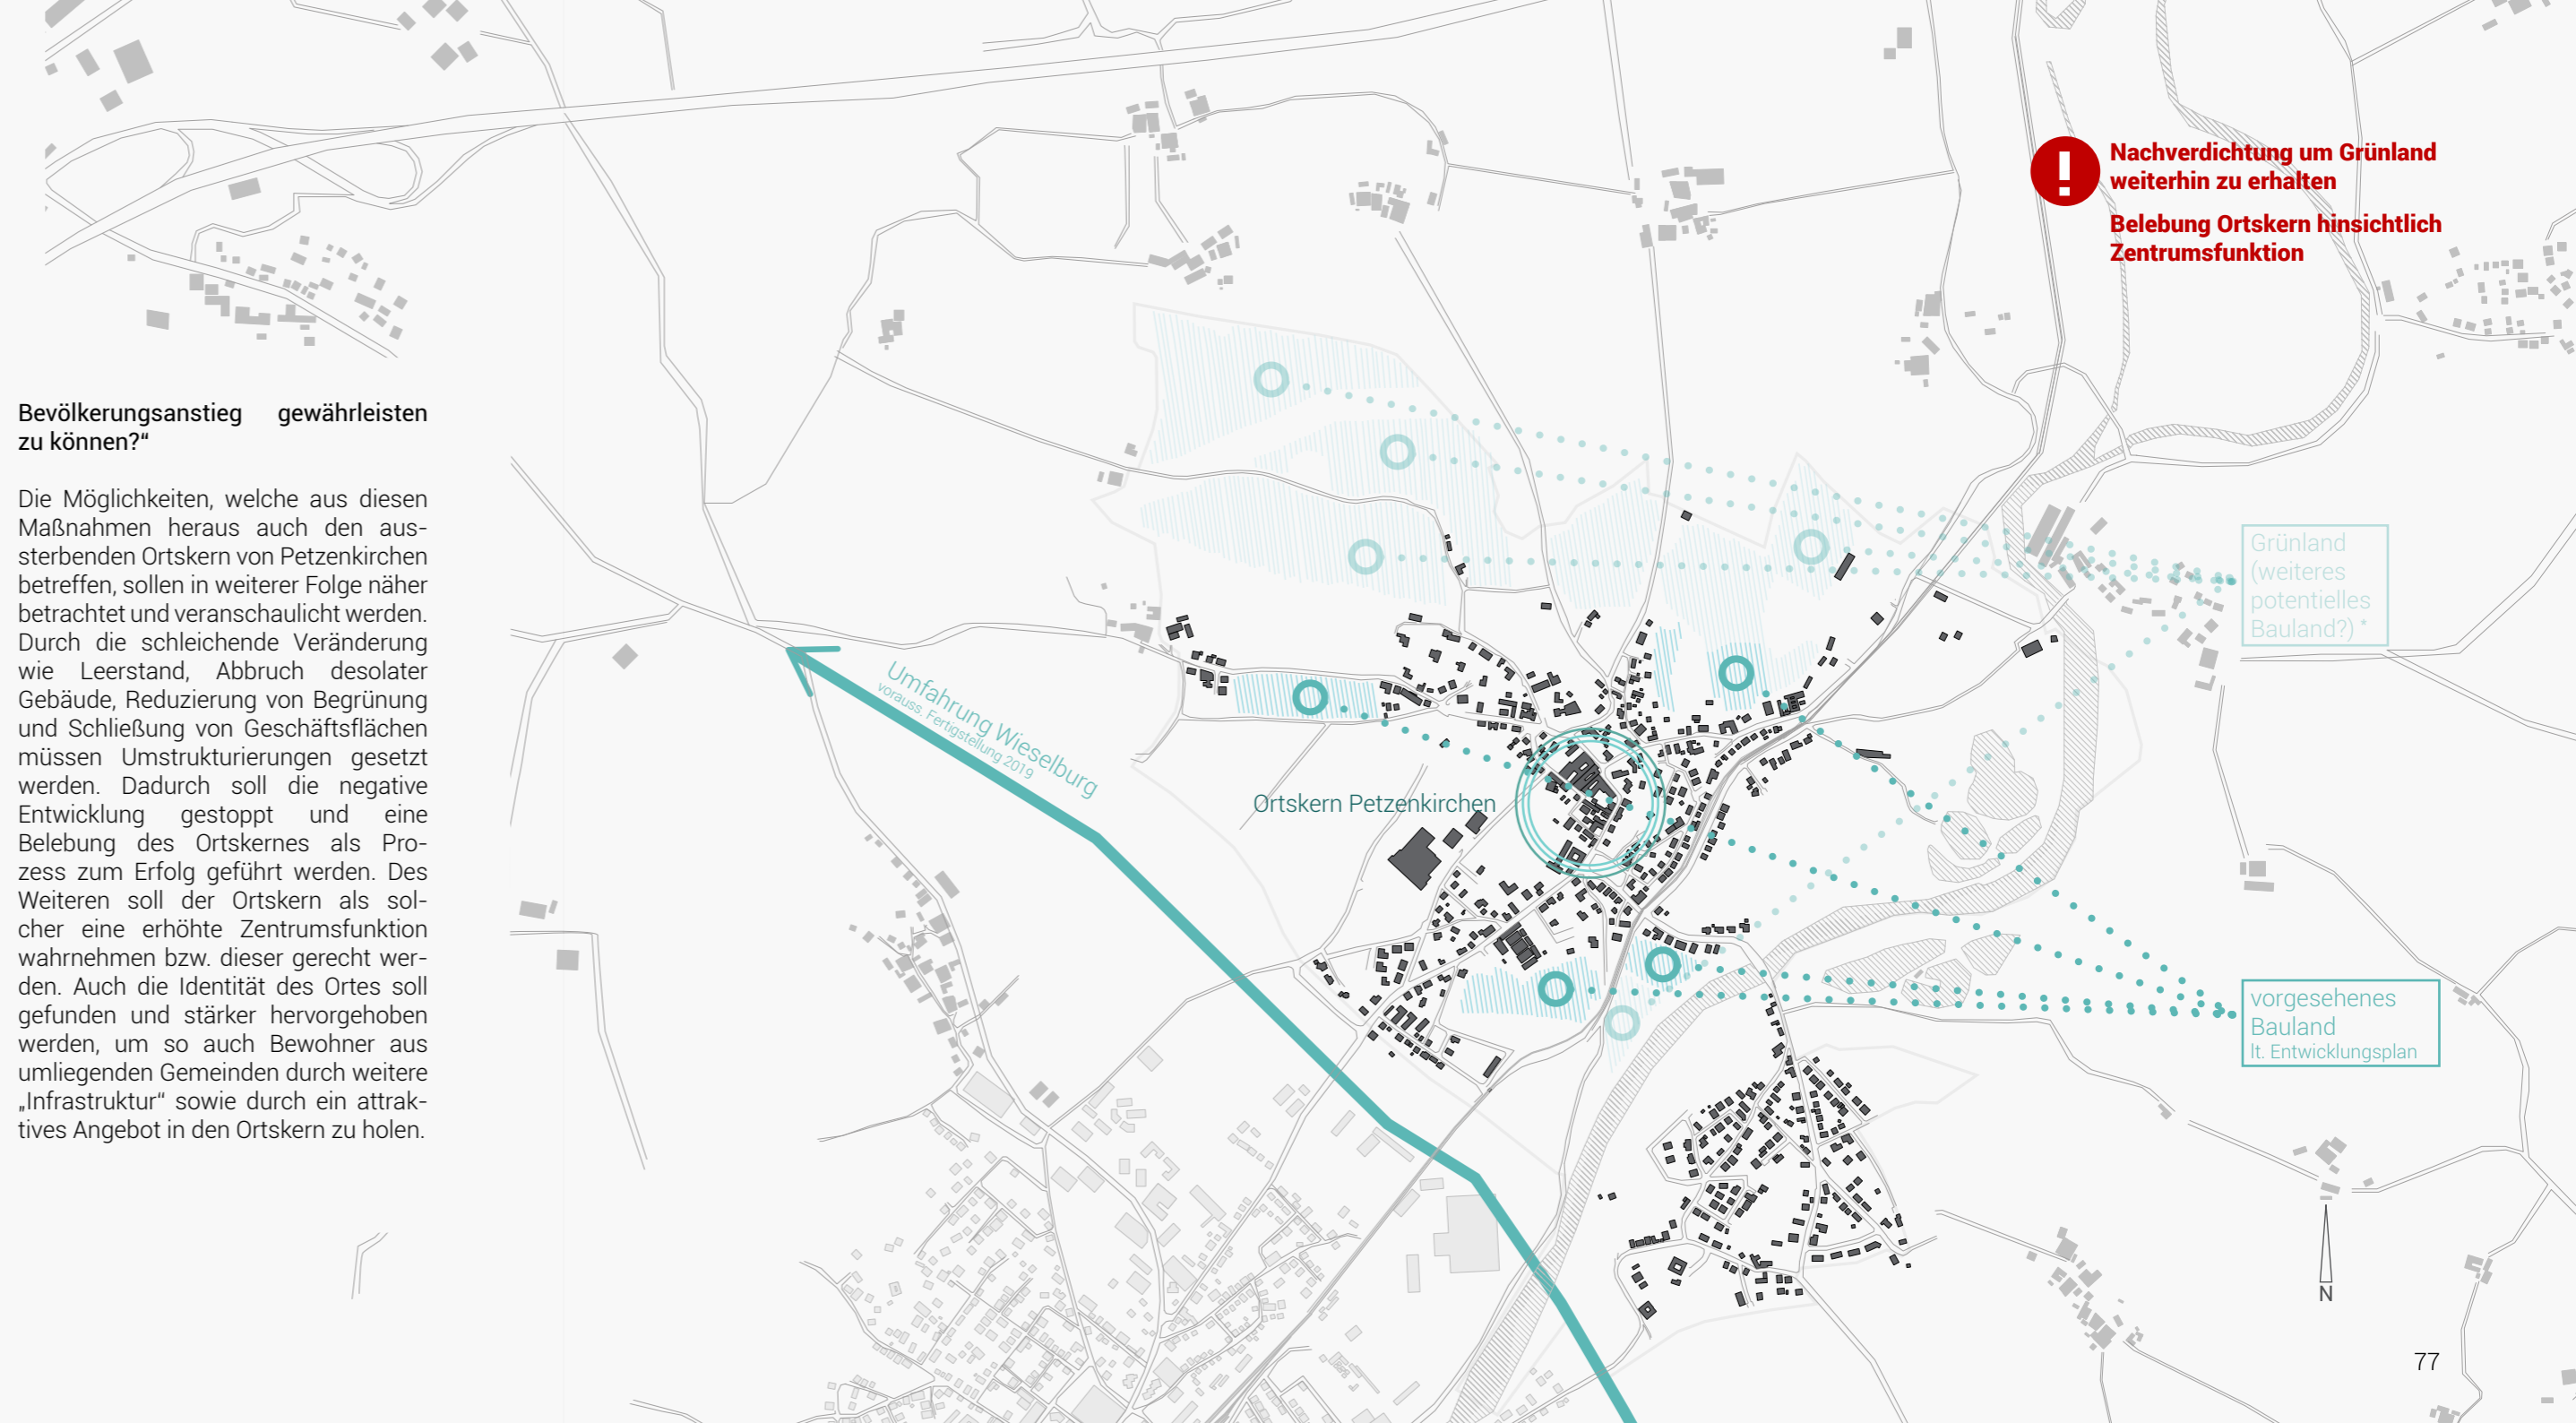 Bevölkerungsanstieg gewährleisten
zu können?“
Die Möglichkeiten, welche aus diesen
Maßnahmen heraus auch den aus-
sterbenden Ortskern von Petzenkirchen
betreffen, sollen in weiterer Folge näher
betrachtet und veranschaulicht werden.
Durch die schleichende Veränderung
wie Leerstand, Abbruch desolater
Gebäude, Reduzierung von Begrünung
und Schließung von Geschäftsflächen
müssen Umstrukturierungen gesetzt
werden. Dadurch soll die negative
Entwicklung gestoppt und eine
Belebung des Ortskernes als Pro-
zess zum Erfolg geführt werden. Des
Weiteren soll der Ortskern als sol-
cher eine erhöhte Zentrumsfunktion
wahrnehmen bzw. dieser gerecht wer-
den. Auch die Identität des Ortes soll
gefunden und stärker hervorgehoben
werden, um so auch Bewohner aus
umliegenden Gemeinden durch weitere
„Infrastruktur“ sowie durch ein attrak-
tives Angebot in den Ortskern zu holen.
Umfahrung Wieselburg
vorauss. Fertigstellung 2019
Ortskern Petzenkirchen
!
Nachverdichtung um Grünland
weiterhin zu erhalten
Belebung Ortskern hinsichtlich
Zentrumsfunktion
Grünland
(weiteres
potentielles
Bauland?) *
vorgesehenes
Bauland
lt. Entwicklungsplan
N
77